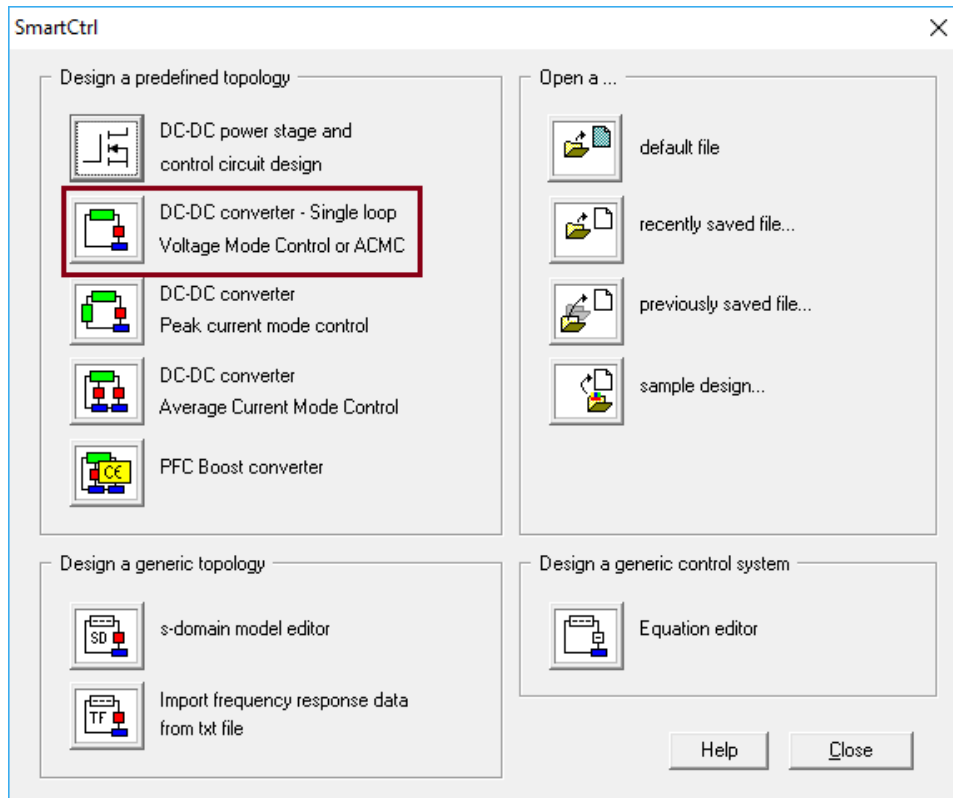 SmartCtrl
Design a predefined topology
DC-DC power stage and
control circuit design
DC-DC converter - Single loop
Voltage Mode Control or ACMC
DC-DC converter
Peak current mode control
DC-DC converter
Average Current Mode Control
C€
PFC Boost converter
Open a ...
default file
recently saved file...
previously saved file...
sample design...
Design a generic topology
SD
s-domain model editor
TF
Import frequency response data
from txt file
Design a generic control system
Equation editor
Help
Close